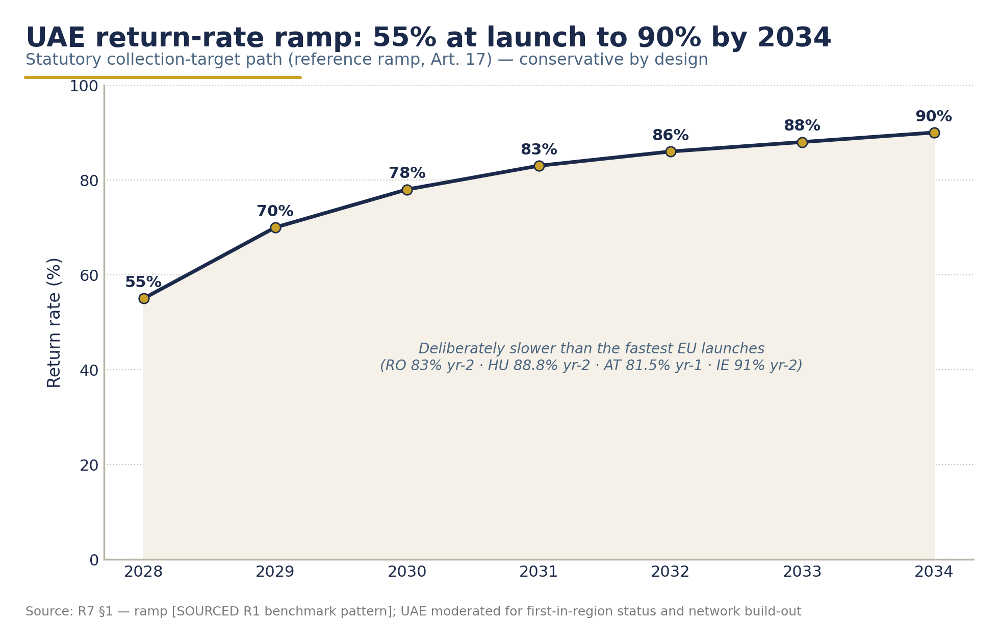 UAE return-rate ramp: 55% at launch to 90% by 2034
Statutory collection-target path (reference ramp, Art. 17) — conservative by design
100
80
60
40
20
0
Return rate (%)
55%
70%
78%
83%
86%
88%
90%
Deliberately slower than the fastest EU launches
(RO 83% yr-2 · HU 88.8% yr-2 · AT 81.5% yr-1 · IE 91% yr-2)
2028 2029 2030 2031 2032 2033 2034
Source: R7 §1 — ramp [SOURCED R1 benchmark pattern]; UAE moderated for first-in-region status and network build-out